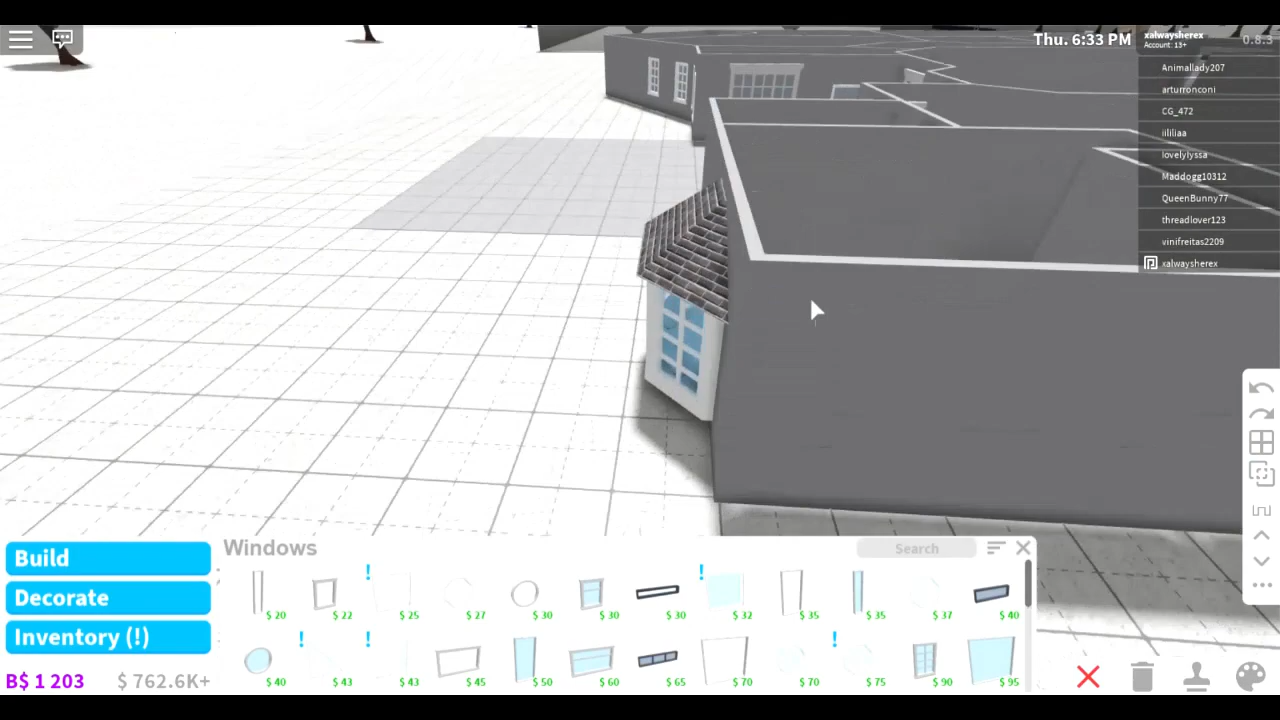 Thu. 6:33 PM
xalwaysherex
Account: 13+
0.8.3
Animallady207
arturronconi
CG_472
iililiaa
lovelylyssa
Maddogg10312
QueenBunny77
threadlover123
vinifreitas2209
xalwaysherex
Build
Decorate
Inventory (!)
B$ 1 203 $ 762.6K+
Windows
Search
! !
$ 20 $ 22 $ 25 $ 27 $ 30 $ 30 $ 30 $ 32 $ 35 $ 35 $ 37 $ 40
! ! !
$ 40 $ 43 $ 43 $ 45 $ 50 $ 60 $ 65 $ 70 $ 70 $ 75 $ 90 $ 95